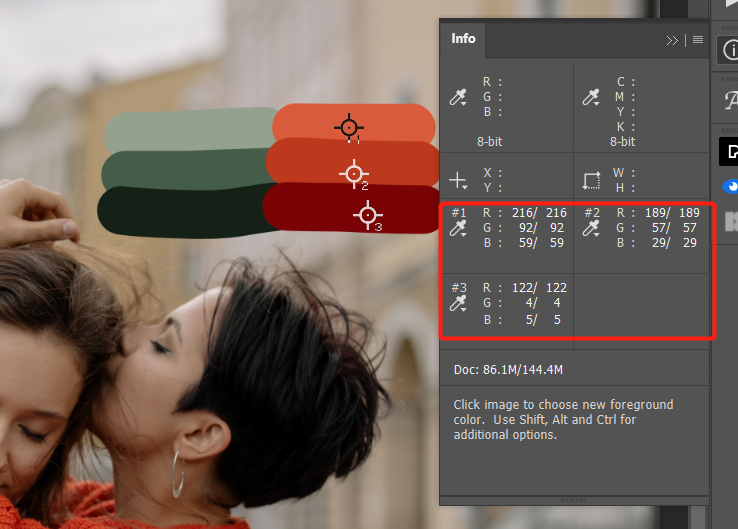 Info
R :
G :
B :
8-bit
C :
M :
Y :
K :
8-bit
X :
Y :
W :
H :
#1 R : 216/ 216
G : 92/ 92
B : 59/ 59
#2 R : 189/ 189
G : 57/ 57
B : 29/ 29
#3 R : 122/ 122
G : 4/ 4
B : 5/ 5
Doc: 86.1M/144.4M
Click image to choose new foreground
color. Use Shift, Alt and Ctrl for
additional options.
1
2
3